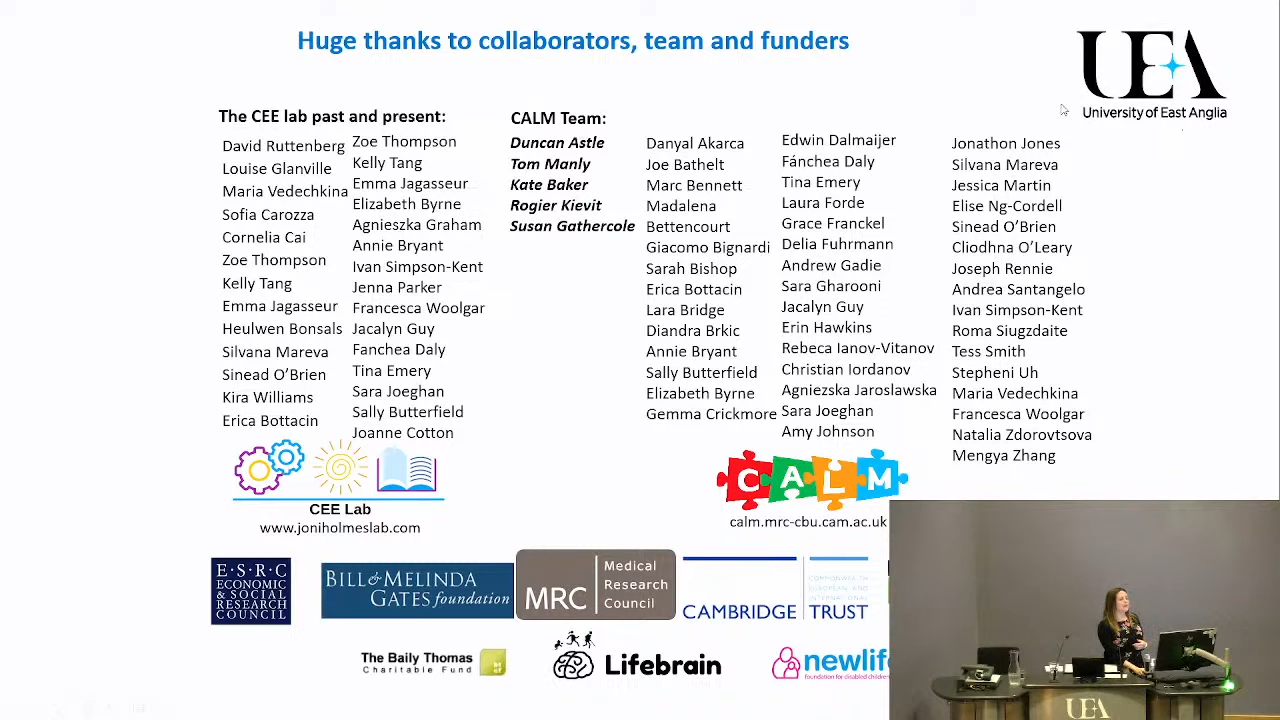 Huge thanks to collaborators, team and funders
UEA
University of East Anglia
The CEE lab past and present:
David Ruttenberg
Louise Glanville
Maria Vedechkina
Sofia Carozza
Cornelia Cai
Zoe Thompson
Kelly Tang
Emma Jagasseur
Heulwen Bonsals
Silvana Mareva
Sinead O'Brien
Kira Williams
Erica Bottacin
Zoe Thompson
Kelly Tang
Emma Jagasseur
Elizabeth Byrne
Agnieszka Graham
Annie Bryant
Ivan Simpson-Kent
Jenna Parker
Francesca Woolgar
Jacalyn Guy
Fanchea Daly
Tina Emery
Sara Joeghan
Sally Butterfield
Joanne Cotton
CALM Team:
Duncan Astle
Tom Manly
Kate Baker
Rogier Kievit
Susan Gathercole
Danyal Akarca
Joe Bathelt
Marc Bennett
Madalena
Bettencourt
Giacomo Bignardi
Sarah Bishop
Erica Bottacin
Lara Bridge
Diandra Brkic
Annie Bryant
Sally Butterfield
Elizabeth Byrne
Gemma Crickmore
Edwin Dalmaijer
Fánchea Daly
Tina Emery
Laura Forde
Grace Franckel
Delia Fuhrmann
Andrew Gadie
Sara Gharooni
Jacalyn Guy
Erin Hawkins
Rebeca Ianov-Vitanov
Christian Iordanov
Agniezska Jaroslawska
Sara Joeghan
Amy Johnson
Jonathon Jones
Silvana Mareva
Jessica Martin
Elise Ng-Cordell
Sinead O'Brien
Cliodhna O'Leary
Joseph Rennie
Andrea Santangelo
Ivan Simpson-Kent
Roma Siugzdaite
Tess Smith
Stepheni Uh
Maria Vedechkina
Francesca Woolgar
Natalia Zdorovtsova
Mengya Zhang
CEE Lab
www.joniholmeslab.com
CALM
calm.mrc-cbu.cam.ac.uk
E·S·R·C
ECONOMIC
& SOCIAL
RESEARCH
COUNCIL
BILL & MELINDA
GATES foundation
MRC
Medical
Research
Council
CAMBRIDGE
COMMONWEALTH
EUROPEAN AND
INTERNATIONAL
TRUST
The Baily Thomas
Charitable Fund
Lifebrain
newlife
foundation for disabled children
UEA